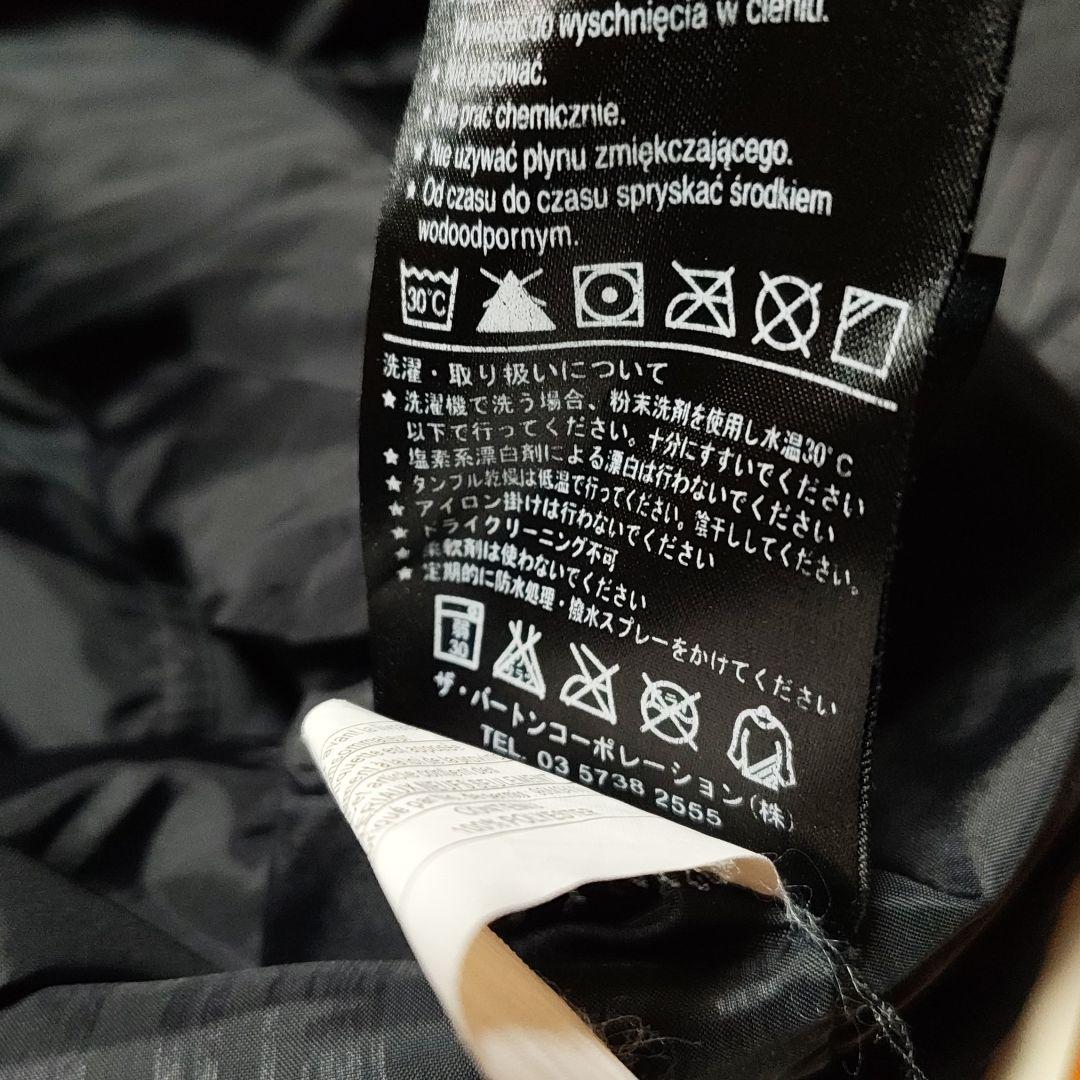 do wyschnięcia w cieniu.
Nie prasować.
★ Nie prać chemicznie.
★ Nie uzywać płynu zmiękczającego.
★ Od czasu do czasu spryskać środkiem
wodoodpornym.
30°C
洗濯・取り扱いについて
★ 洗濯機で洗う場合、粉末洗剤を使用し水温30°C
以下で行ってください。十分にすすいでください
★ 塩素系漂白剤による漂白は行わないでください
★ タンブル乾燥は低温で行ってください。陰干ししてください。
★ アイロン掛けは行わないでください
★ ドライクリーニング不可
★ 柔軟剤は使わないでください
★ 定期的に防水処理・撥水スプレーをかけてください
弱
30
ザ・バートンコーポレーション(株)
TEL. 03 5738 2555
100% POLYESTER